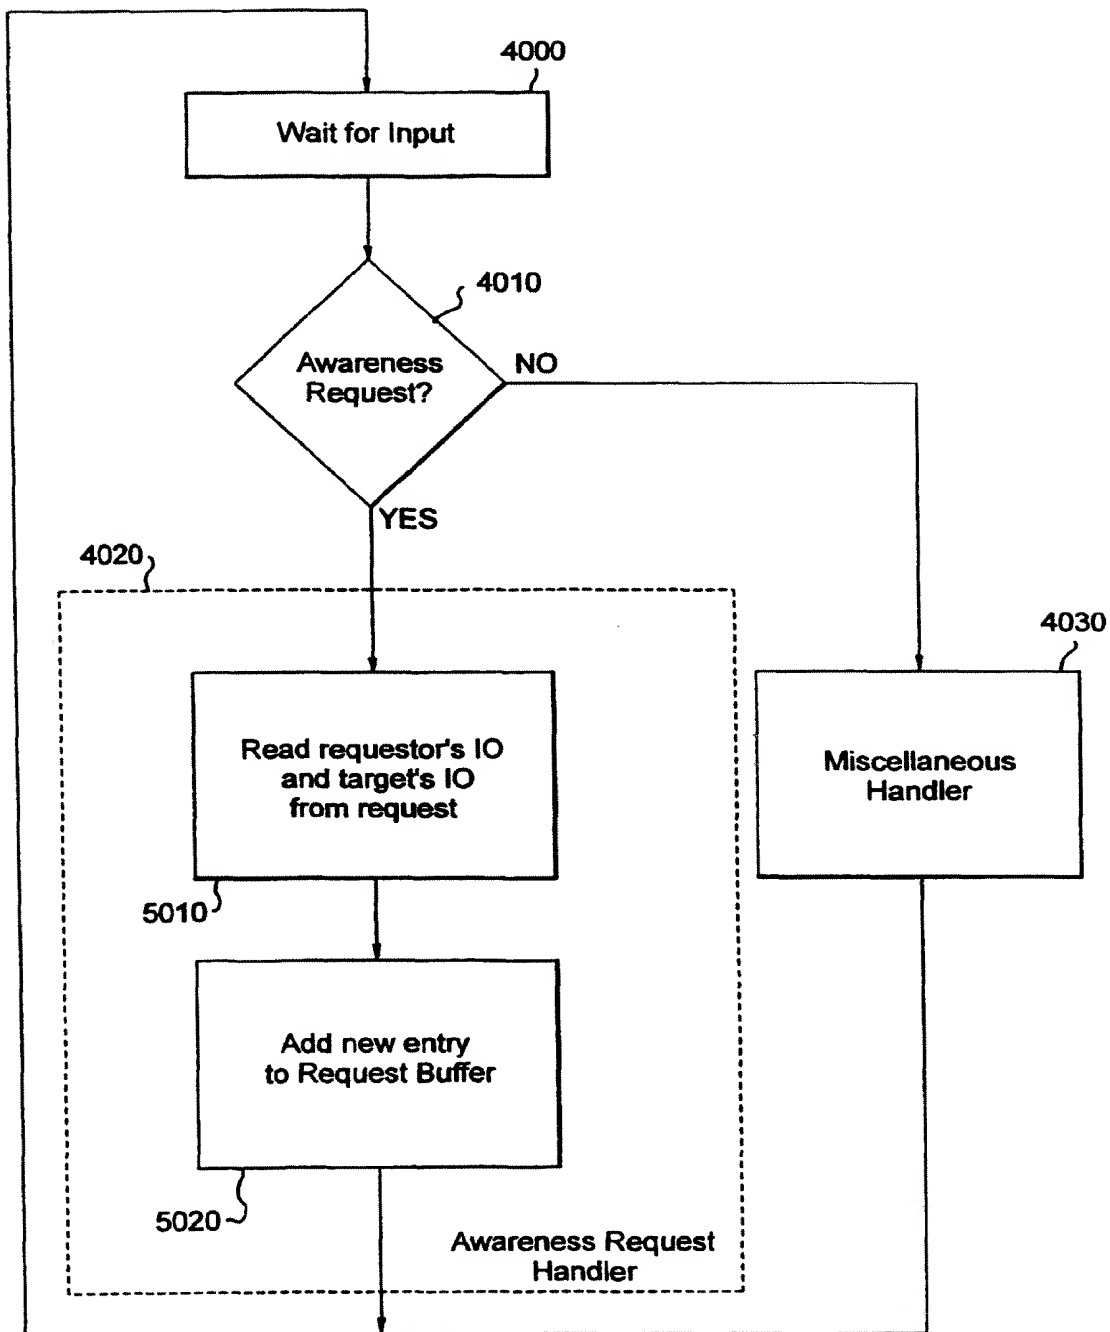 4000
Wait for Input
4010
Awareness
Request?
NO
YES
4020
4030
Read requestor's IO
and target's IO
from request
Miscellaneous
Handler
5010
Add new entry
to Request Buffer
5020
Awareness Request
Handler